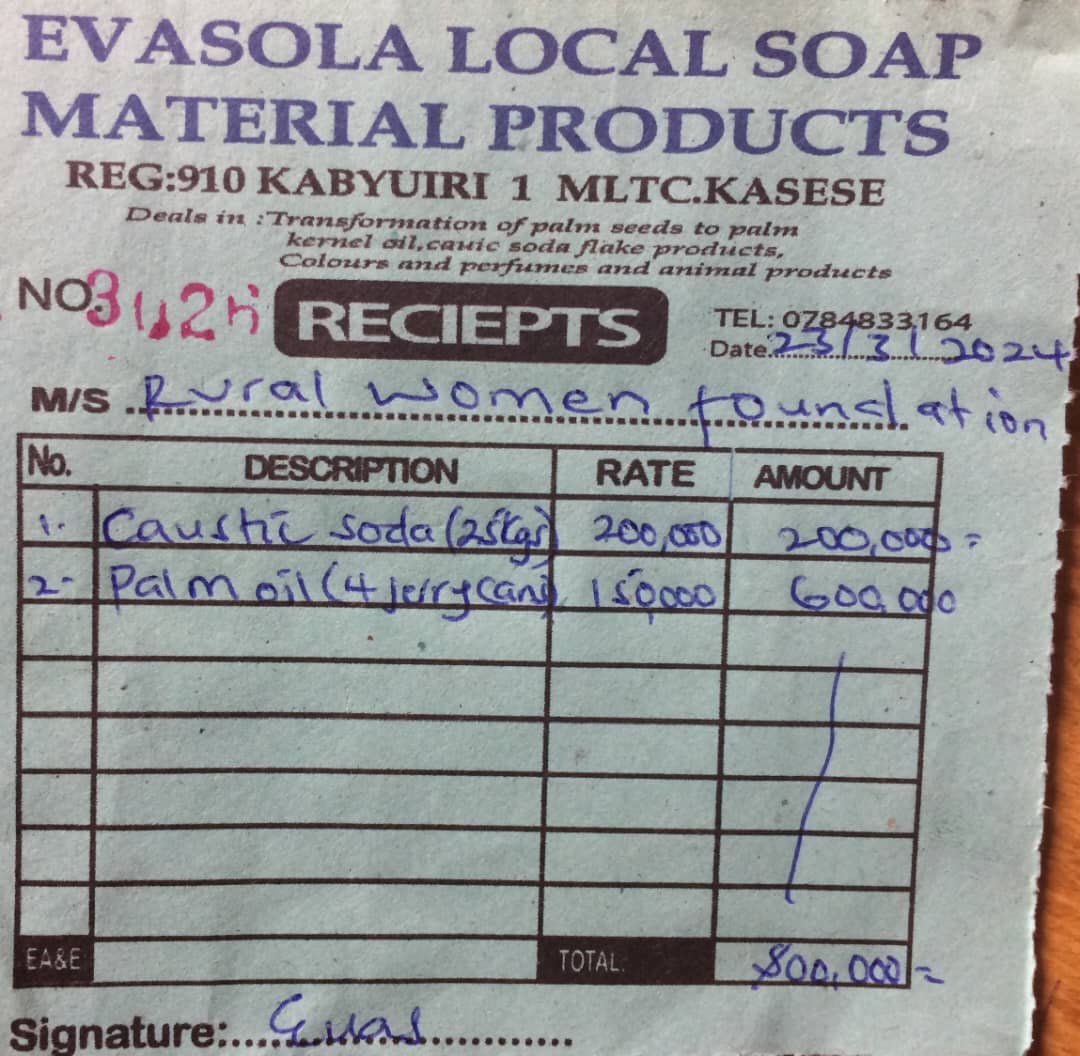 EVASOLA LOCAL SOAP
MATERIAL PRODUCTS
REG:910 KABYUIRI 1 MLTC.KASESE
Deals in :Transformation of palm seeds to palm
kernel oil,cauic soda flake products,
Colours and perfumes and animal products
NO.
RECIEPTS
TEL: 0784833164
Date 23/3/2024
M/S Rural women foundation
No. DESCRIPTION RATE AMOUNT
1. Caustic soda (25kgs) 200,000 200,000=
2- Palm oil (4 jerrycans) 150,000 600,000
EA&E TOTAL. 800,000=
Signature: